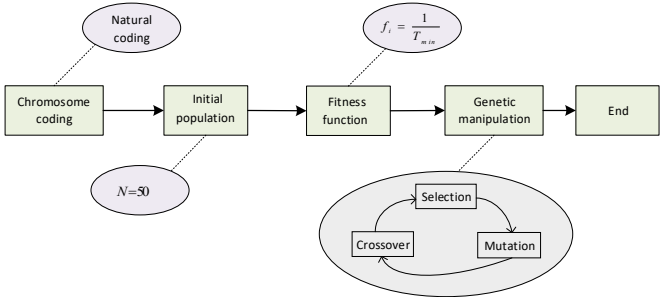 Natural
coding
f_i = 1 / T_min
Chromosome
coding
Initial
population
Fitness
function
Genetic
manipulation
End
N=50
Selection
Crossover
Mutation